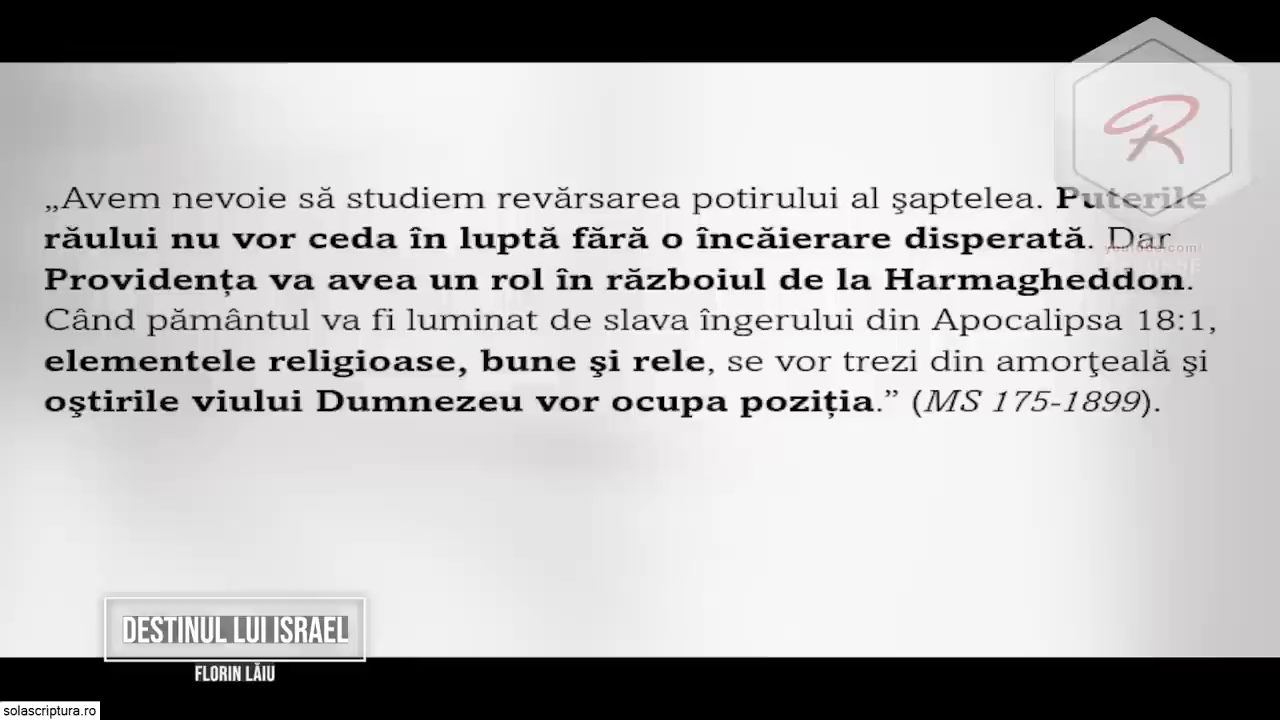 „Avem nevoie să studiem revărsarea potirului al şaptelea. Puterile
răului nu vor ceda în luptă fără o încăierare disperată. Dar
Providenţa va avea un rol în războiul de la Harmagheddon.
Când pământul va fi luminat de slava îngerului din Apocalipsa 18:1,
elementele religioase, bune şi rele, se vor trezi din amorţeală şi
oştirile viului Dumnezeu vor ocupa poziţia.” (MS 175-1899).
DESTINUL LUI ISRAEL
FLORIN LĂIU
solascriptura.ro